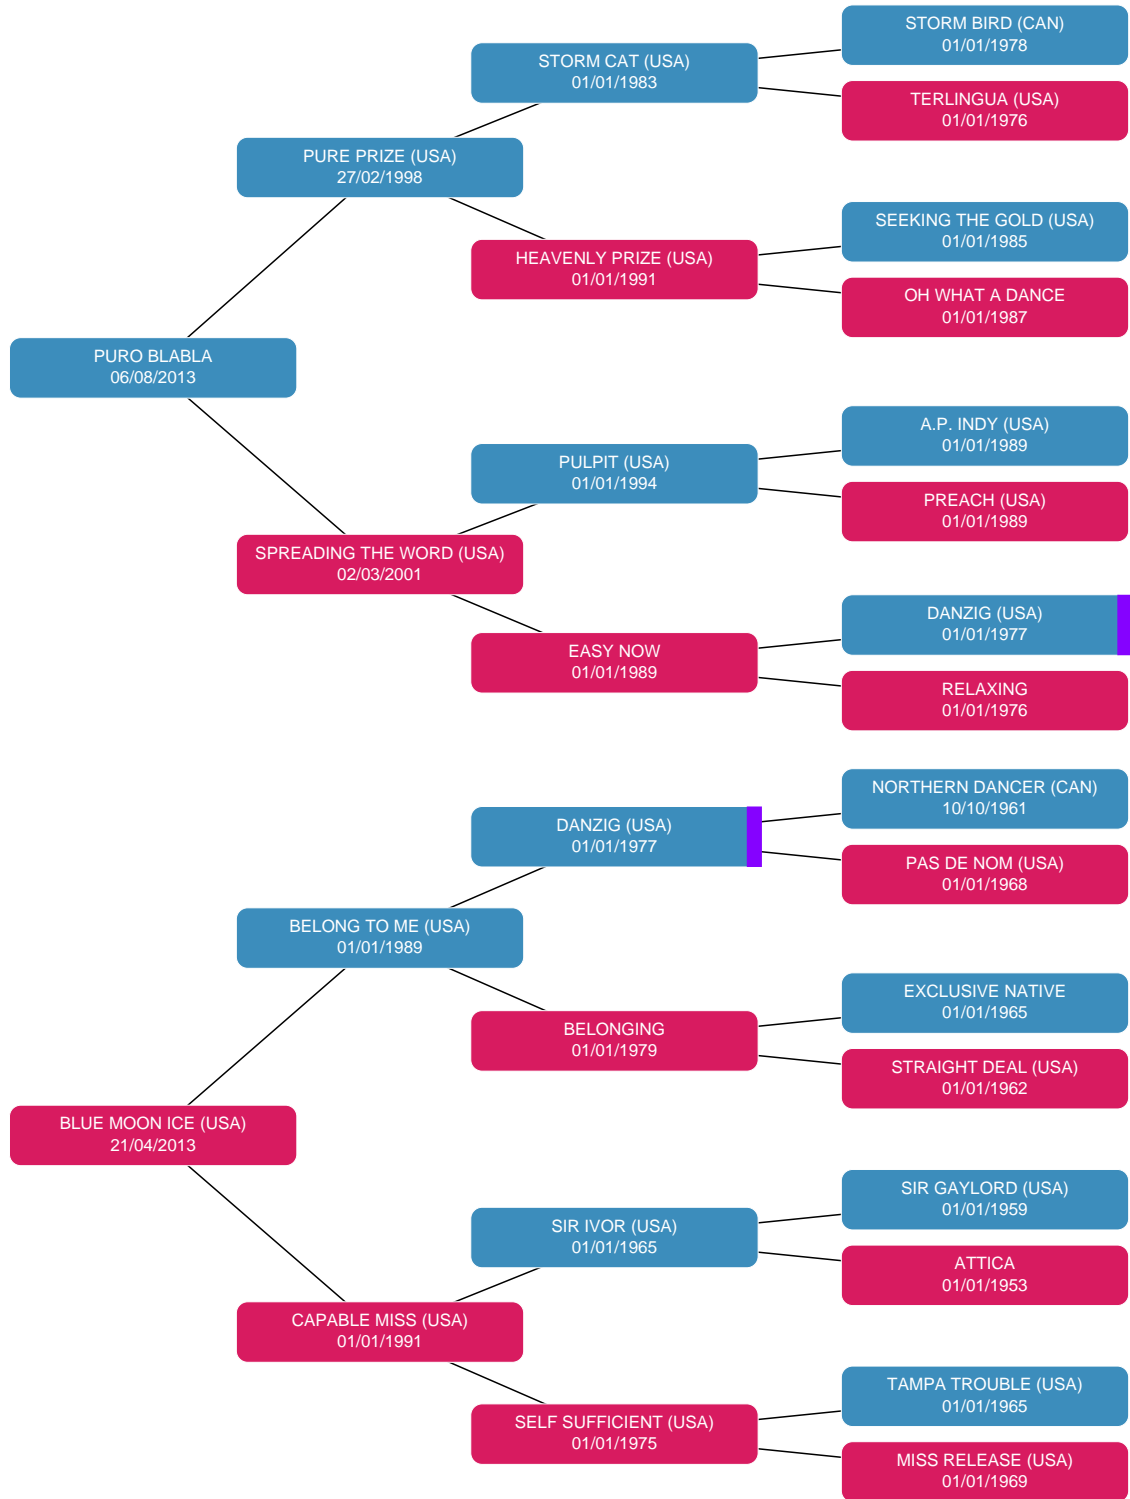 STORM BIRD (CAN)
01/01/1978
STORM CAT (USA)
01/01/1983
TERLINGUA (USA)
01/01/1976
PURE PRIZE (USA)
27/02/1998
SEEKING THE GOLD (USA)
01/01/1985
HEAVENLY PRIZE (USA)
01/01/1991
OH WHAT A DANCE
01/01/1987
PURO BLABLA
06/08/2013
A.P. INDY (USA)
01/01/1989
PULPIT (USA)
01/01/1994
PREACH (USA)
01/01/1989
SPREADING THE WORD (USA)
02/03/2001
DANZIG (USA)
01/01/1977
EASY NOW
01/01/1989
RELAXING
01/01/1976
NORTHERN DANCER (CAN)
10/10/1961
DANZIG (USA)
01/01/1977
PAS DE NOM (USA)
01/01/1968
BELONG TO ME (USA)
01/01/1989
EXCLUSIVE NATIVE
01/01/1965
BELONGING
01/01/1979
STRAIGHT DEAL (USA)
01/01/1962
BLUE MOON ICE (USA)
21/04/2013
SIR GAYLORD (USA)
01/01/1959
SIR IVOR (USA)
01/01/1965
ATTICA
01/01/1953
CAPABLE MISS (USA)
01/01/1991
TAMPA TROUBLE (USA)
01/01/1965
SELF SUFFICIENT (USA)
01/01/1975
MISS RELEASE (USA)
01/01/1969